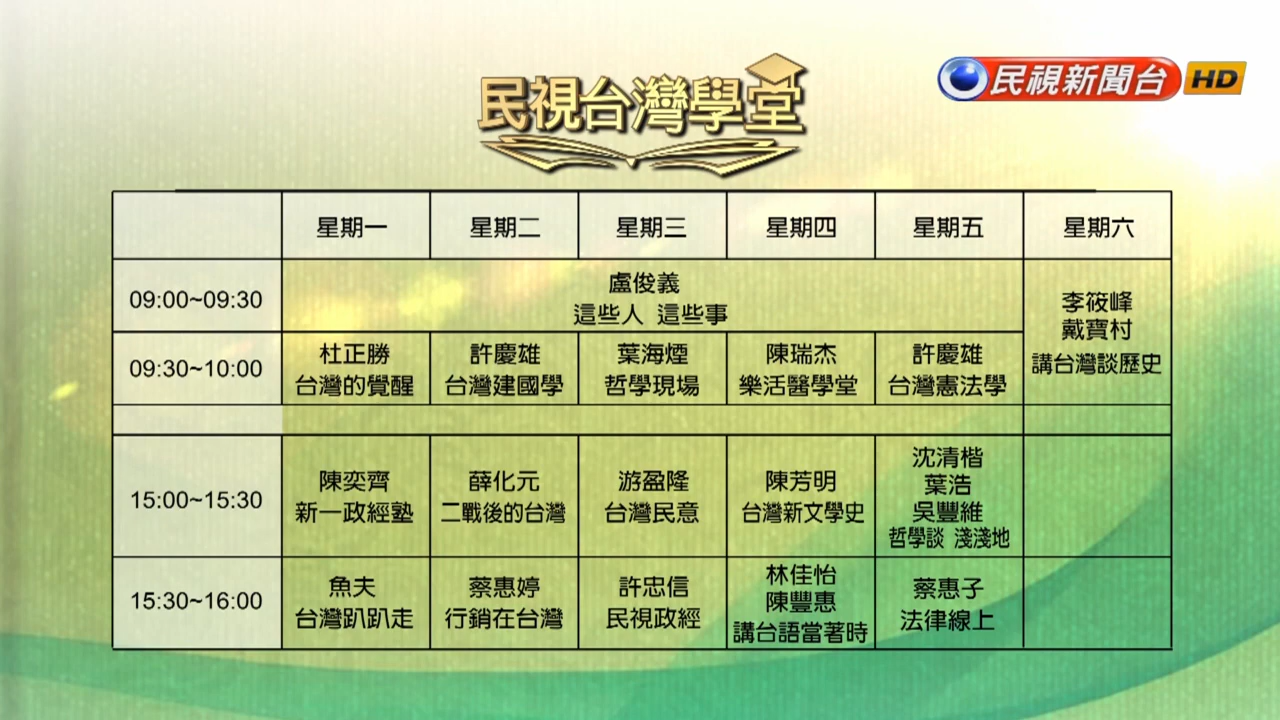 民視台灣學堂
民視新聞台 HD
星期一 星期二 星期三 星期四 星期五 星期六
09:00~09:30
盧俊義
這些人 這些事
李筱峰
戴寶村
講台灣談歷史
09:30~10:00
杜正勝
台灣的覺醒
許慶雄
台灣建國學
葉海煙
哲學現場
陳瑞杰
樂活醫學堂
許慶雄
台灣憲法學
15:00~15:30
陳奕齊
新一政經塾
薛化元
二戰後的台灣
游盈隆
台灣民意
陳芳明
台灣新文學史
沈清楷
葉浩
吳豐維
哲學談 淺淺地
15:30~16:00
魚夫
台灣趴趴走
蔡惠婷
行銷在台灣
許忠信
民視政經
林佳怡
陳豐惠
講台語當著時
蔡惠子
法律線上